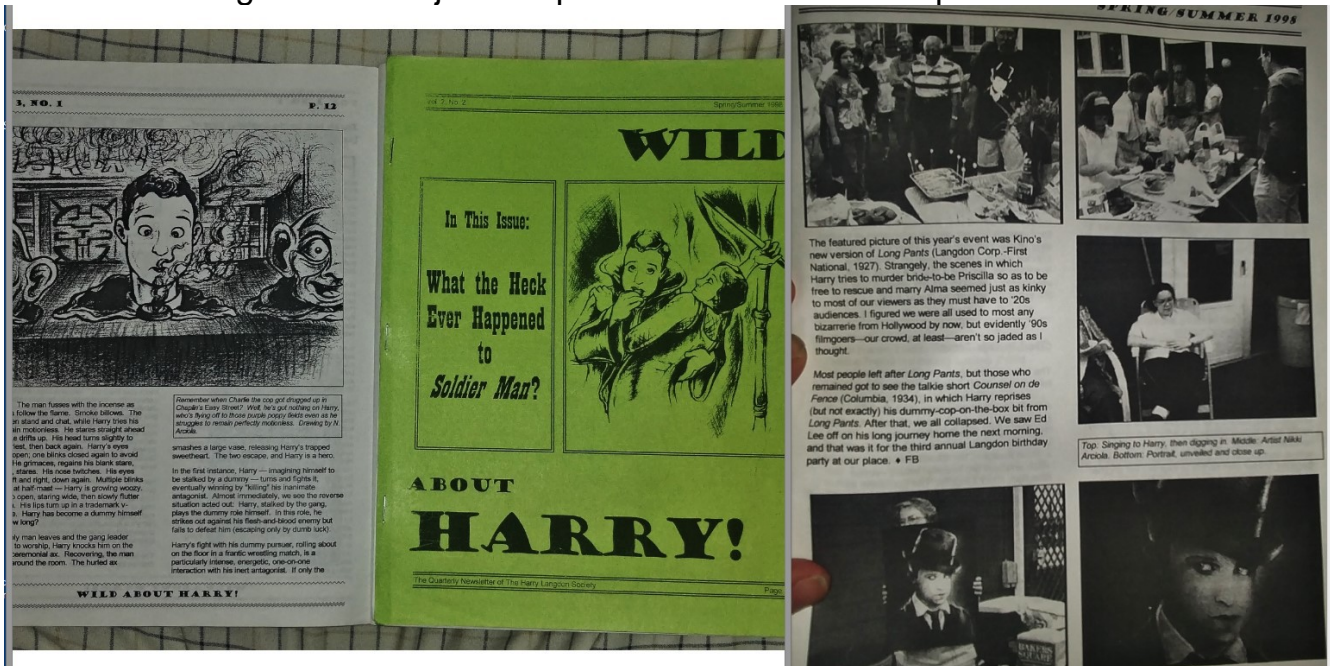 3, NO. 1
P. 12
The man fusses with the incense as
follow the flame. Smoke billows. The
en stand and chat, while Harry tries his
in motionless. He stares straight ahead
e drifts up. His head turns slightly to
est, then back again. Harry's eyes
open; one blinks closed again to avoid
He grimaces, regains his blank stare,
stares. His nose twitches. His eyes
ft and right, down again. Multiple blinks
at half-mast — Harry is growing woozy.
open, staring wide, then slowly flutter
His lips turn up in a trademark v-
Harry has become a dummy himself
w long?
ly man leaves and the gang leader
to worship, Harry knocks him on the
ceremonial ax. Recovering, the man
around the room. The hurled ax
Remember when Charlie the cop got drugged up in
Chaplin's Easy Street? Well, he's got nothing on Harry,
who's flying off to those purple poppy fields even as he
struggles to remain perfectly motionless. Drawing by N.
Arciola.
smashes a large vase, releasing Harry's trapped
sweetheart. The two escape, and Harry is a hero.
In the first instance, Harry — imagining himself to
be stalked by a dummy — turns and fights it,
eventually winning by "killing" his inanimate
antagonist. Almost immediately, we see the reverse
situation acted out: Harry, stalked by the gang,
plays the dummy role himself. In this role, he
strikes out against his flesh-and-blood enemy but
fails to defeat him (escaping only by dumb luck)
Harry's fight with his dummy pursuer, rolling about
on the floor in a frantic wrestling match, is a
particularly intense, energetic, one-on-one
interaction with his inert antagonist. If only the
WILD ABOUT HARRY!
Vol. 2, No. 2
Spring/Summer 1998
WILD
In This Issue:
What the Heck
Ever Happened
to
Soldier Man?
ABOUT
HARRY!
The Quarterly Newsletter of The Harry Langdon Society
Page
SPRING/SUMMER 1998
The featured picture of this year's event was Kino's
new version of Long Pants (Langdon Corp.-First
National, 1927). Strangely, the scenes in which
Harry tries to murder bride-to-be Priscilla so as to be
free to rescue and marry Alma seemed just as kinky
to most of our viewers as they must have to '20s
audiences. I figured we were all used to most any
bizarrerie from Hollywood by now, but evidently '90s
filmgoers—our crowd, at least—aren't so jaded as I
thought.
Most people left after Long Pants, but those who
remained got to see the talkie short Counsel on de
Fence (Columbia, 1934), in which Harry reprises
(but not exactly) his dummy-cop-on-the-box bit from
Long Pants. After that, we all collapsed. We saw Ed
Lee off on his long journey home the next morning,
and that was it for the third annual Langdon birthday
party at our place. ♦ FB
Top: Singing to Harry, then digging in. Middle: Artist Nikki
Arciola. Bottom: Portrait, unveiled and close up.
BAKERS
SQUARE